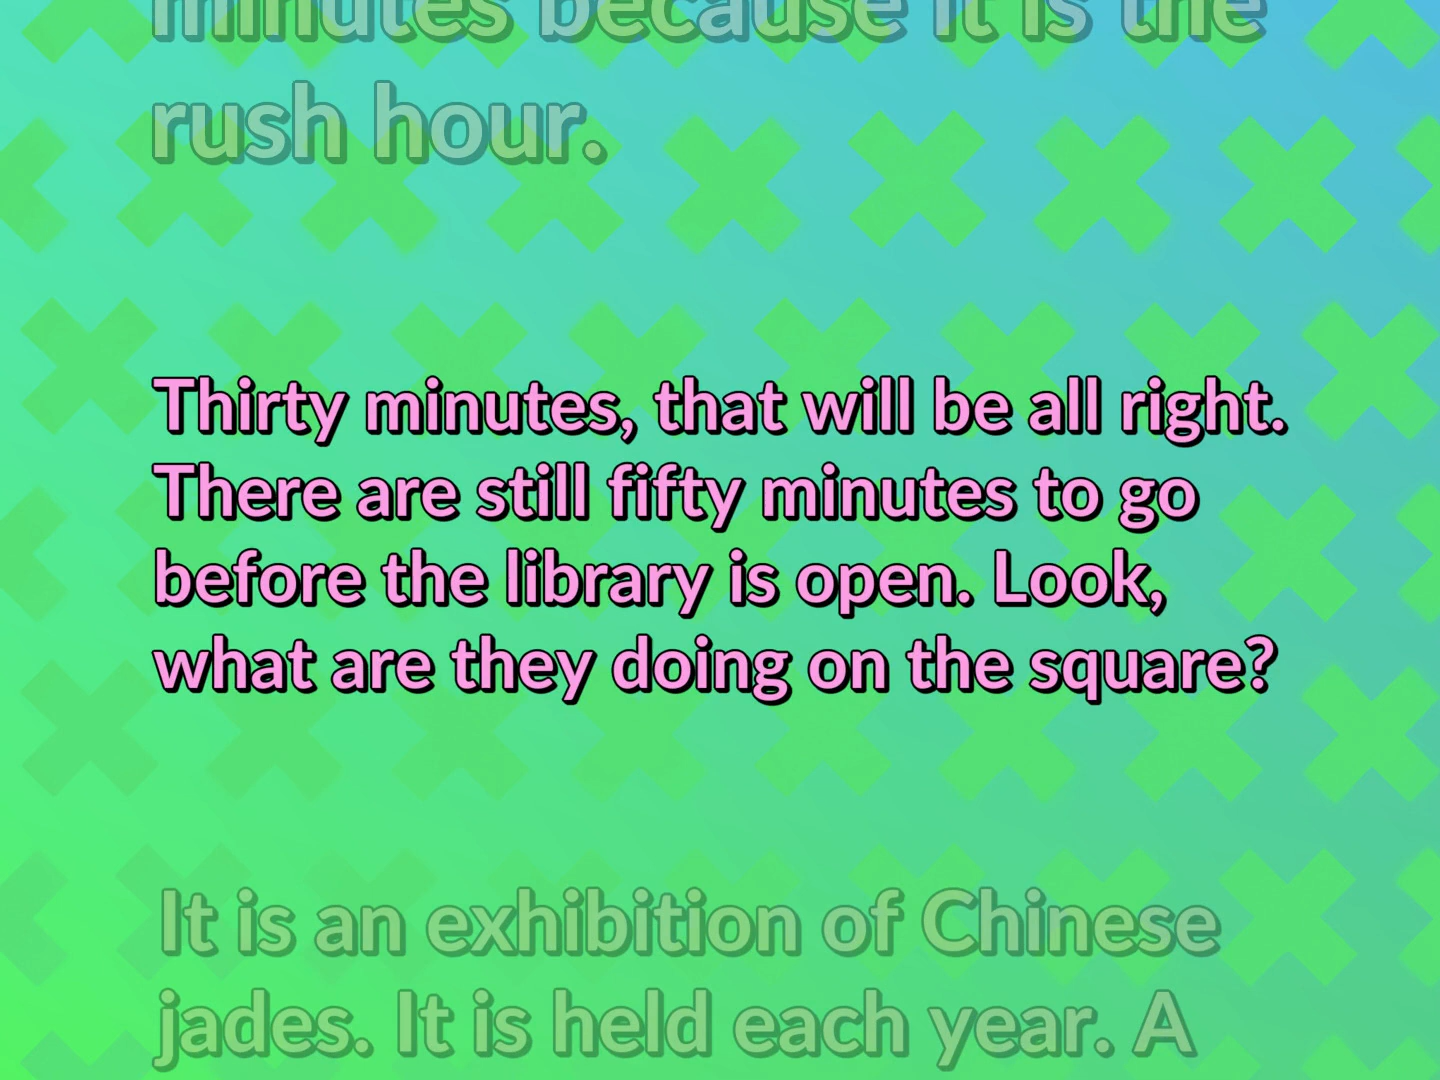 minutes because it is the
rush hour.
Thirty minutes, that will be all right.
There are still fifty minutes to go
before the library is open. Look,
what are they doing on the square?
It is an exhibition of Chinese
jades. It is held each year. A